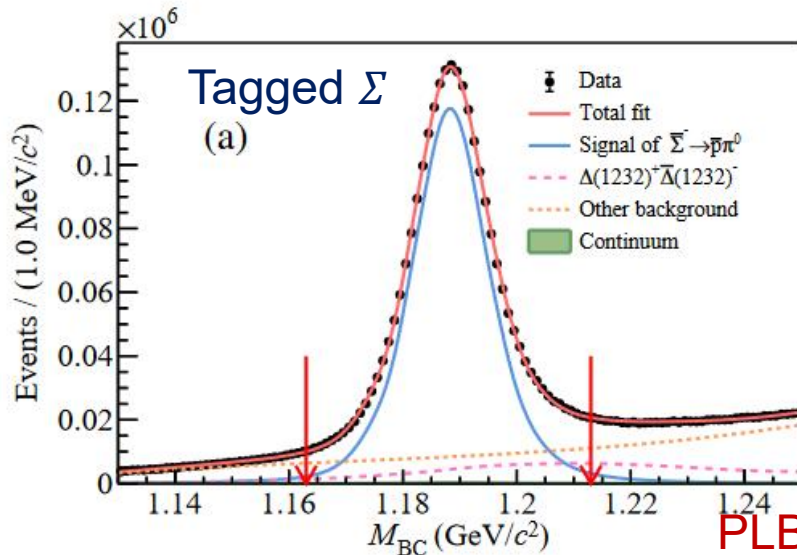 ×10⁶
Tagged Σ
(a)
Data
Total fit
Signal of Σ̅⁻→p̅π⁰
Δ(1232)⁺Δ̅(1232)⁻
Other background
Continuum
Events / (1.0 MeV/c²)
0.12
0.1
0.08
0.06
0.04
0.02
0
1.14 1.16 1.18 1.2 1.22 1.24
M_BC (GeV/c²)
PLB